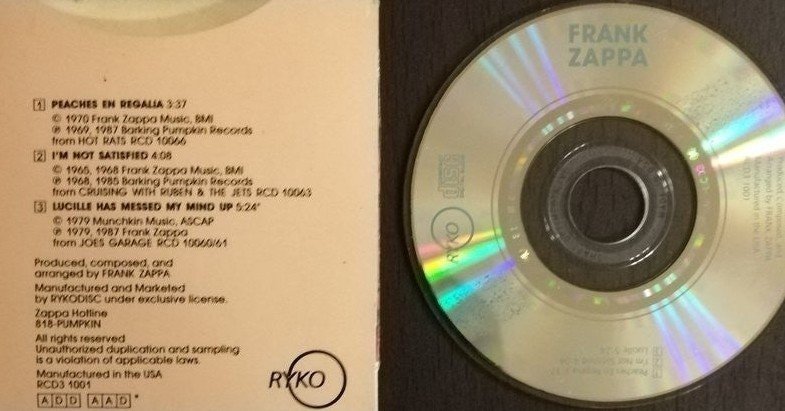 1 PEACHES EN REGALIA 3:37
© 1970 Frank Zappa Music, BMI
℗ 1969, 1987 Barking Pumpkin Records
from HOT RATS RCD 10066
2 I'M NOT SATISFIED 4:08
© 1965, 1968 Frank Zappa Music, BMI
℗ 1968, 1985 Barking Pumpkin Records
from CRUISING WITH RUBEN & THE JETS RCD 10063
3 LUCILLE HAS MESSED MY MIND UP 5:24*
© 1979 Munchkin Music, ASCAP
℗ 1979, 1987 Frank Zappa
from JOES GARAGE RCD 10060/61
Produced, composed, and
arranged by FRANK ZAPPA
Manufactured and Marketed
by RYKODISC under exclusive license.
Zappa Hotline
818-PUMPKIN
All rights reserved
Unauthorized duplication and sampling
is a violation of applicable laws.
Manufactured in the USA
RCD3 1001
ADD AAD *
RYKO
FRANK
ZAPPA
disc
RYKO